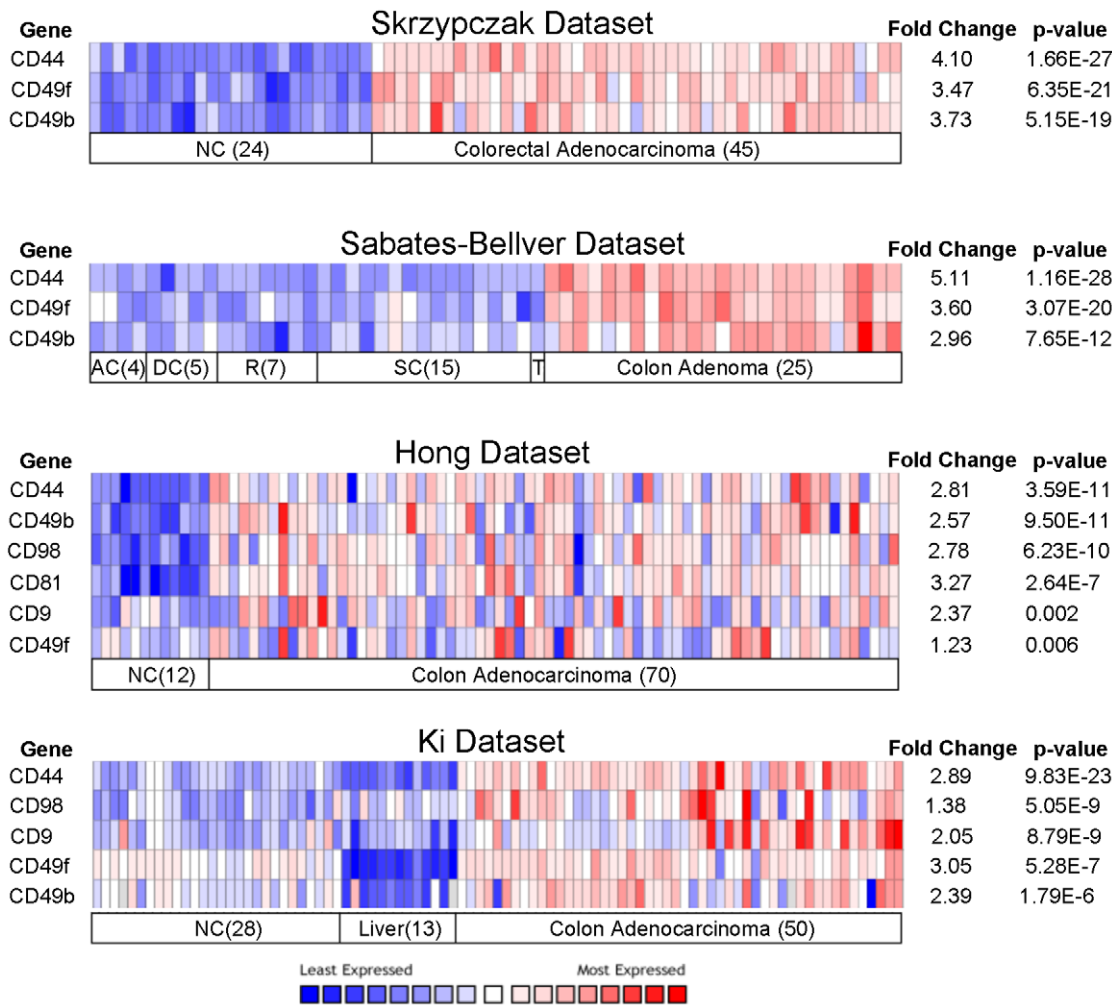 Skrzypczak Dataset
Gene Fold Change p-value
CD44 4.10 1.66E-27
CD49f 3.47 6.35E-21
CD49b 3.73 5.15E-19
NC (24) Colorectal Adenocarcinoma (45)
Sabates-Bellver Dataset
Gene Fold Change p-value
CD44 5.11 1.16E-28
CD49f 3.60 3.07E-20
CD49b 2.96 7.65E-12
AC(4) DC(5) R(7) SC(15) T Colon Adenoma (25)
Hong Dataset
Gene Fold Change p-value
CD44 2.81 3.59E-11
CD49b 2.57 9.50E-11
CD98 2.78 6.23E-10
CD81 3.27 2.64E-7
CD9 2.37 0.002
CD49f 1.23 0.006
NC(12) Colon Adenocarcinoma (70)
Ki Dataset
Gene Fold Change p-value
CD44 2.89 9.83E-23
CD98 1.38 5.05E-9
CD9 2.05 8.79E-9
CD49f 3.05 5.28E-7
CD49b 2.39 1.79E-6
NC(28) Liver(13) Colon Adenocarcinoma (50)
Least Expressed Most Expressed